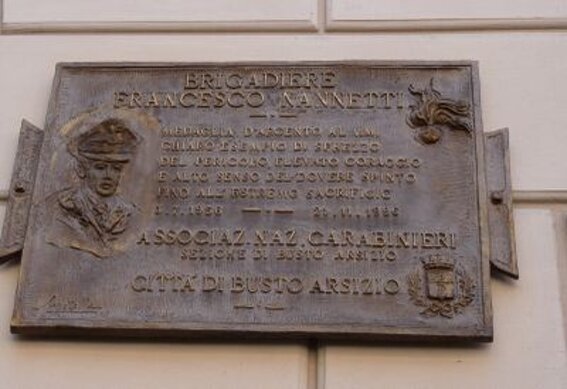 BRIGADIERE
FRANCESCO NANNETTI
MEDAGLIA D'ARGENTO AL V.M.
CHIARO ESEMPIO DI SPREZZO
DEL PERICOLO, ELEVATO CORAGGIO
E ALTO SENSO DEL DOVERE SPINTO
FINO ALL'ESTREMO SACRIFICIO
ASSOCIAZ. NAZ. CARABINIERI
SEZIONE DI BUSTO ARSIZIO
CITTÀ DI BUSTO ARSIZIO